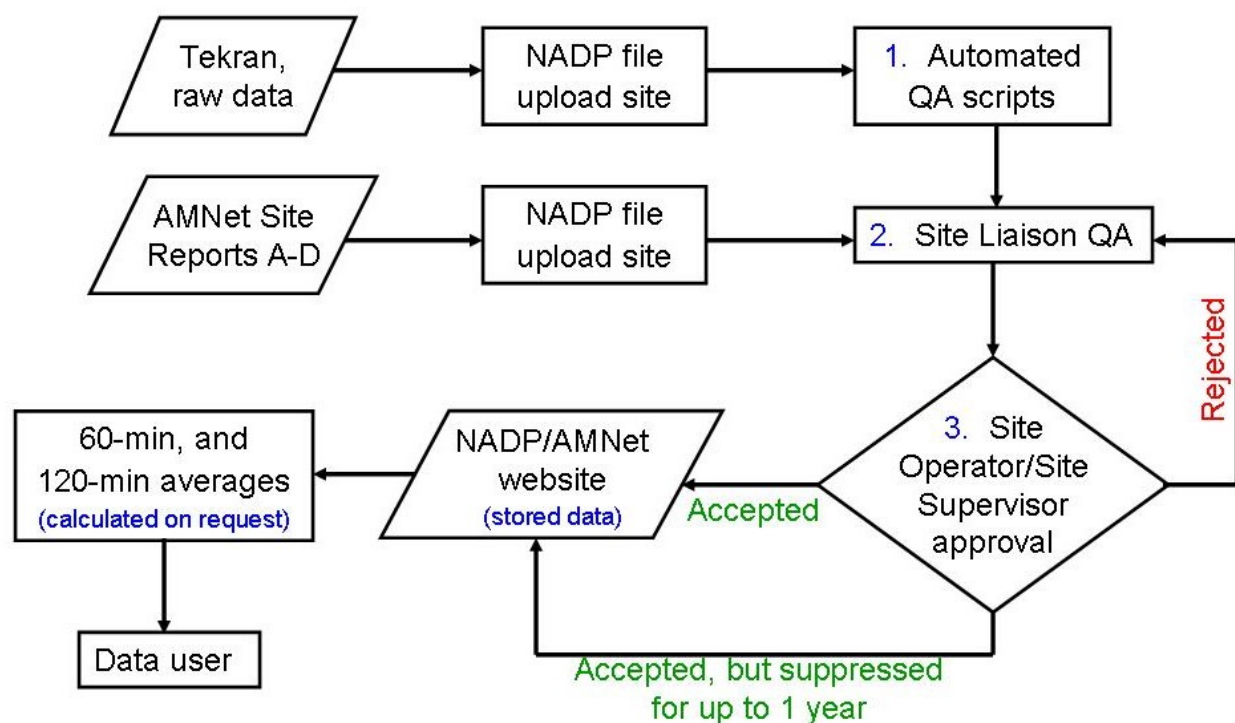 Tekran,
raw data
NADP file
upload site
1. Automated
QA scripts
AMNet Site
Reports A-D
NADP file
upload site
2. Site Liaison QA
Rejected
3. Site
Operator/Site
Supervisor
approval
Accepted
NADP/AMNet
website
(stored data)
60-min, and
120-min averages
(calculated on request)
Data user
Accepted, but suppressed
for up to 1 year